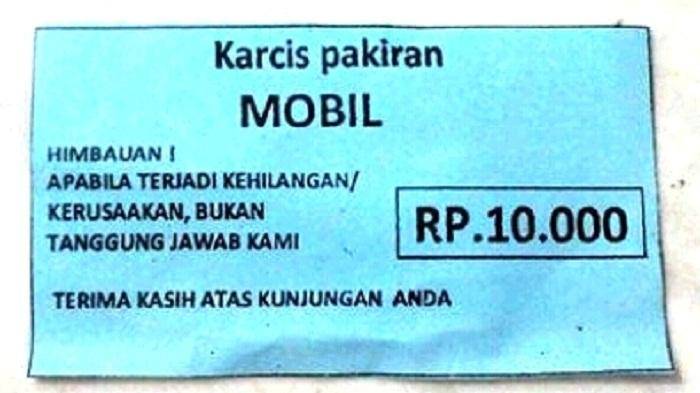 Karcis pakiran
MOBIL
HIMBAUAN !
APABILA TERJADI KEHILANGAN/
KERUSAAKAN, BUKAN
TANGGUNG JAWAB KAMI
RP.10.000
TERIMA KASIH ATAS KUNJUNGAN ANDA